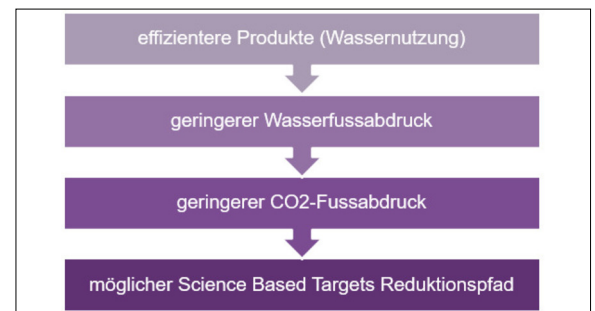 effizientere Produkte (Wassernutzung)
geringerer Wasserfussabdruck
geringerer CO2-Fussabdruck
möglicher Science Based Targets Reduktionspfad